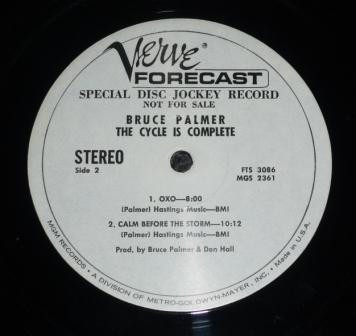 Verve®
FORECAST
SPECIAL DISC JOCKEY RECORD
NOT FOR SALE
BRUCE PALMER
THE CYCLE IS COMPLETE
STEREO
Side 2
FTS 3086
MGS 2361
1. OXO—8:00
(Palmer) Hastings Music—BMI
2. CALM BEFORE THE STORM—10:12
(Palmer) Hastings Music—BMI
Prod. by Bruce Palmer & Don Hall
MGM RECORDS • A DIVISION OF METRO-GOLDWYN-MAYER, INC. • Made in U.S.A.